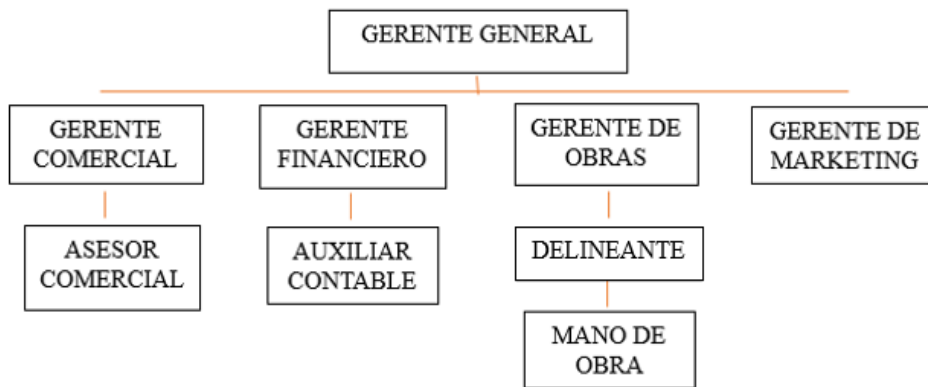 GERENTE GENERAL
GERENTE
COMERCIAL
GERENTE
FINANCIERO
GERENTE DE
OBRAS
GERENTE DE
MARKETING
ASESOR
COMERCIAL
AUXILIAR
CONTABLE
DELINEANTE
MANO DE
OBRA